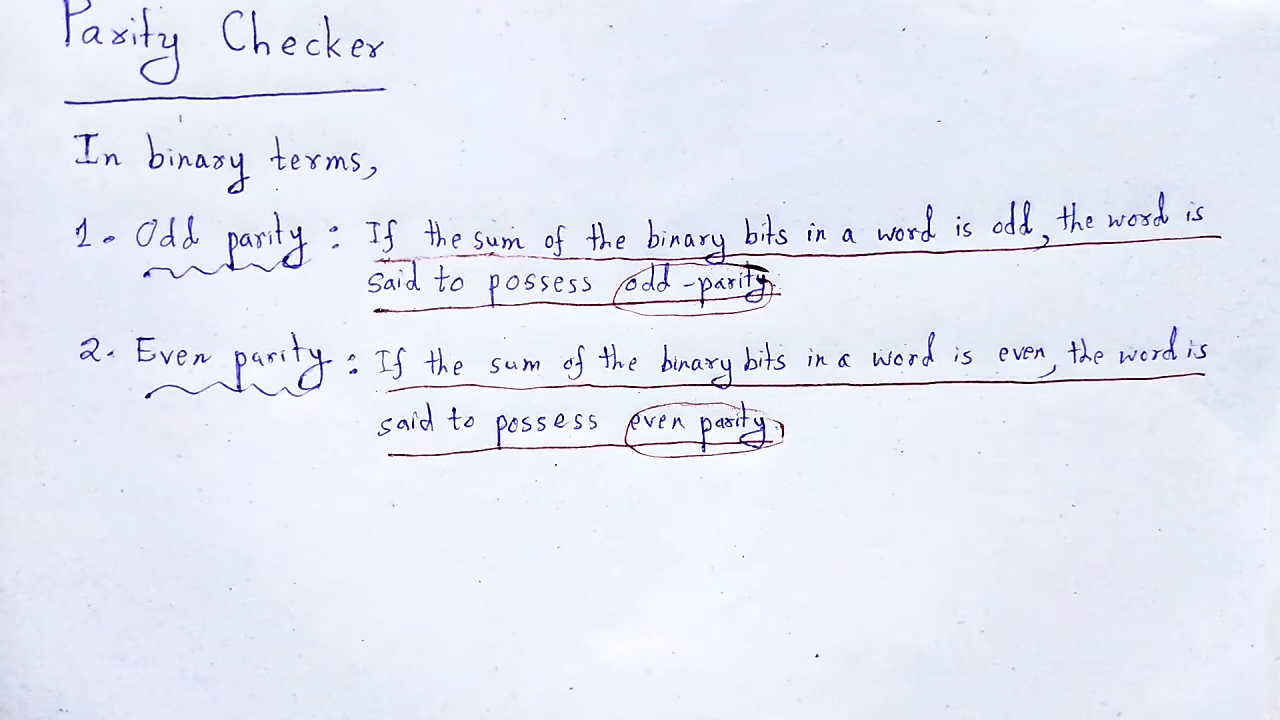 Parity Checker
In binary terms,
1. Odd parity : If the sum of the binary bits in a word is odd, the word is
said to possess odd-parity.
2. Even parity : If the sum of the binary bits in a word is even, the word is
said to possess even parity.